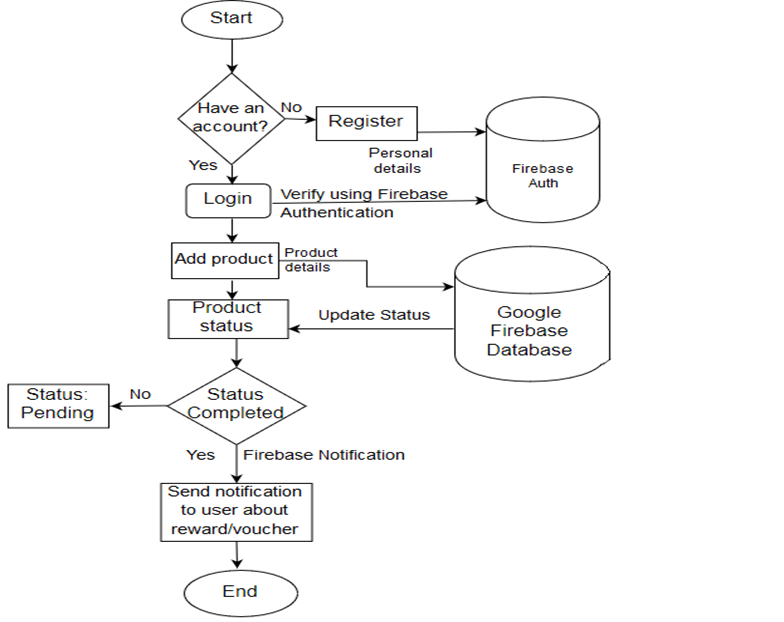 Start
Have an
account?
No
Register
Personal
details
Firebase
Auth
Yes
Login
Verify using Firebase
Authentication
Add product
Product
details
Product
status
Update Status
Google
Firebase
Database
Status:
Pending
No
Status
Completed
Yes
Firebase Notification
Send notification
to user about
reward/voucher
End